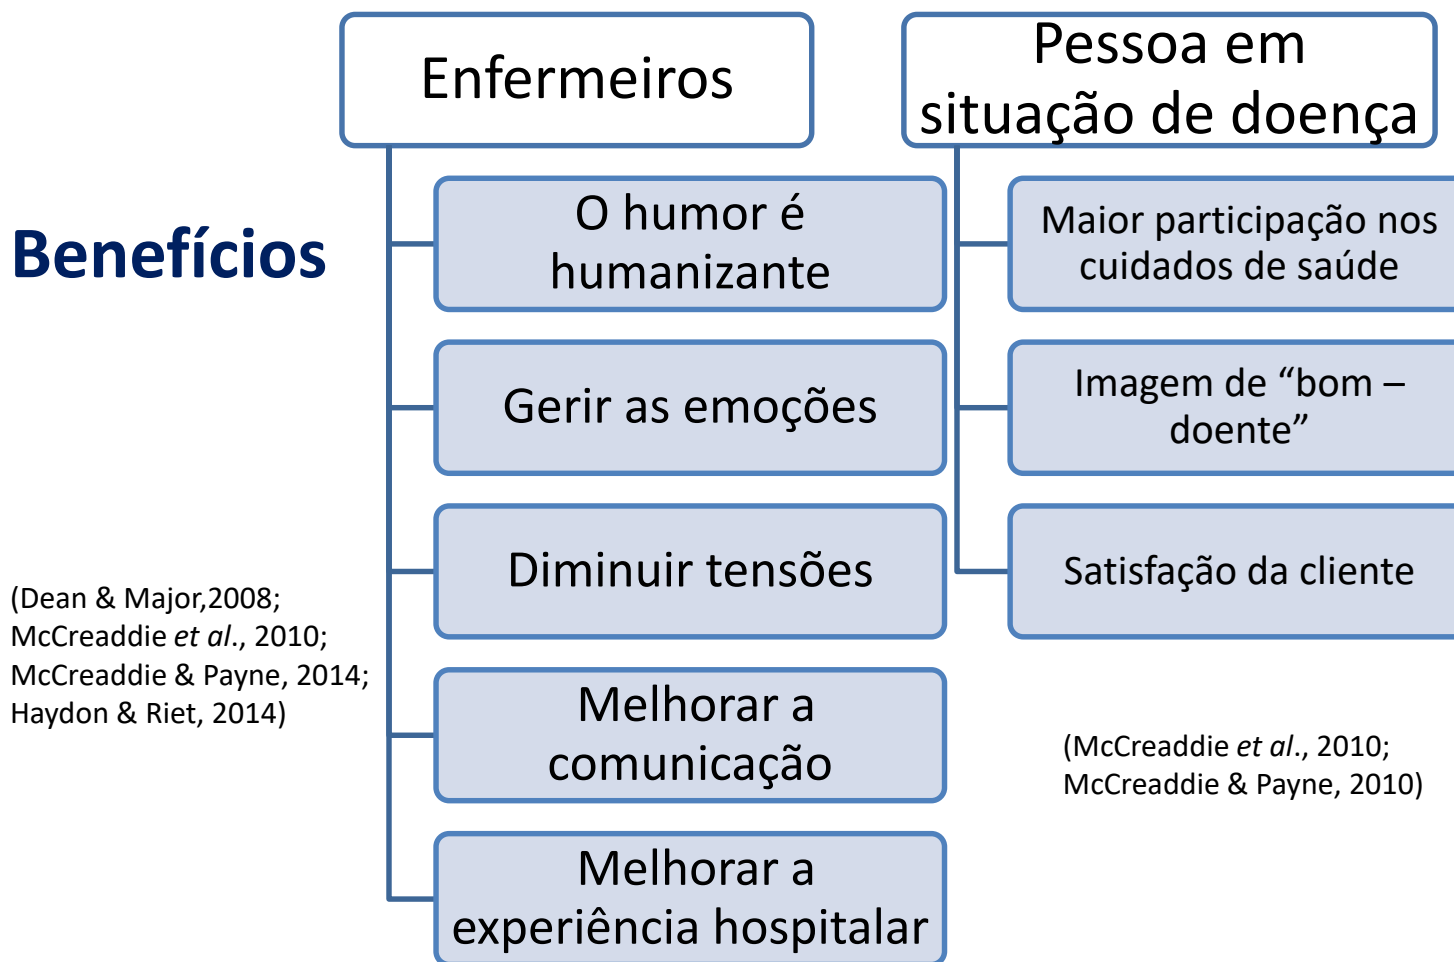 Benefícios
Enfermeiros
O humor é
humanizante
Gerir as emoções
Diminuir tensões
Melhorar a
comunicação
Melhorar a
experiência hospitalar
(Dean & Major,2008;
McCreaddie et al., 2010;
McCreaddie & Payne, 2014;
Haydon & Riet, 2014)
Pessoa em
situação de doença
Maior participação nos
cuidados de saúde
Imagem de “bom –
doente”
Satisfação da cliente
(McCreaddie et al., 2010;
McCreaddie & Payne, 2010)